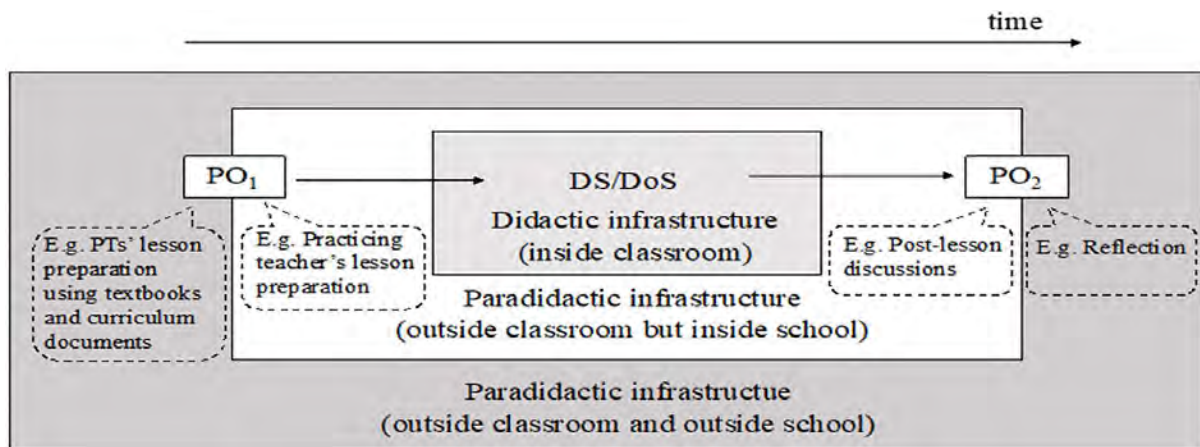 time
PO₁
DS/DoS
PO₂
Didactic infrastructure
(inside classroom)
E.g. PTs' lesson
preparation
using textbooks
and curriculum
documents
E.g. Practicing
teacher's lesson
preparation
E.g. Post-lesson
discussions
E.g. Reflection
Paradidactic infrastructure
(outside classroom but inside school)
Paradidactic infrastructue
(outside classroom and outside school)